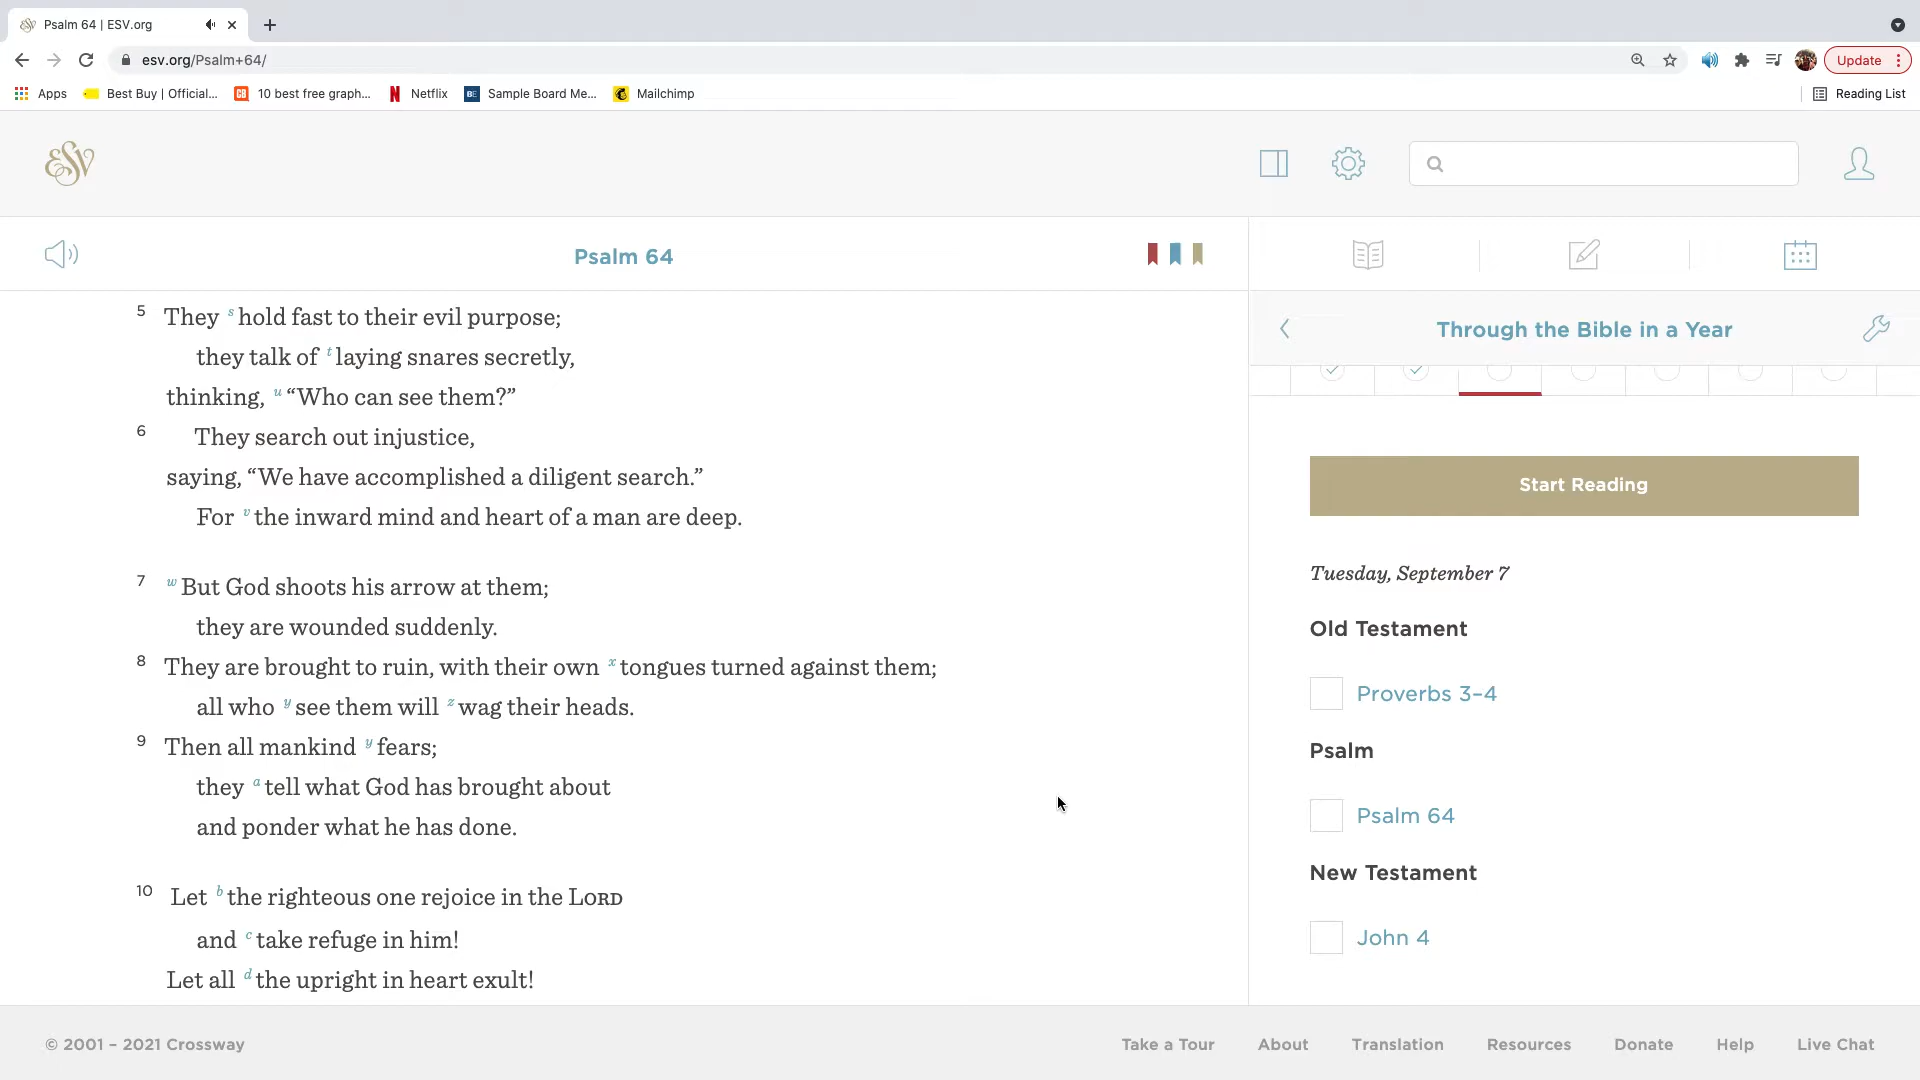 Psalm 64 | ESV.org
esv.org/Psalm+64/
Update
Apps
Best Buy | Official...
10 best free graph...
Netflix
Sample Board Me...
Mailchimp
Reading List
ESV
Psalm 64
5 They s hold fast to their evil purpose;
they talk of t laying snares secretly,
thinking, u “Who can see them?”
6 They search out injustice,
saying, “We have accomplished a diligent search.”
For v the inward mind and heart of a man are deep.
7 w But God shoots his arrow at them;
they are wounded suddenly.
8 They are brought to ruin, with their own x tongues turned against them;
all who y see them will z wag their heads.
9 Then all mankind y fears;
they a tell what God has brought about
and ponder what he has done.
10 Let b the righteous one rejoice in the LORD
and c take refuge in him!
Let all d the upright in heart exult!
Through the Bible in a Year
Start Reading
Tuesday, September 7
Old Testament
Proverbs 3–4
Psalm
Psalm 64
New Testament
John 4
© 2001 – 2021 Crossway
Take a Tour
About
Translation
Resources
Donate
Help
Live Chat